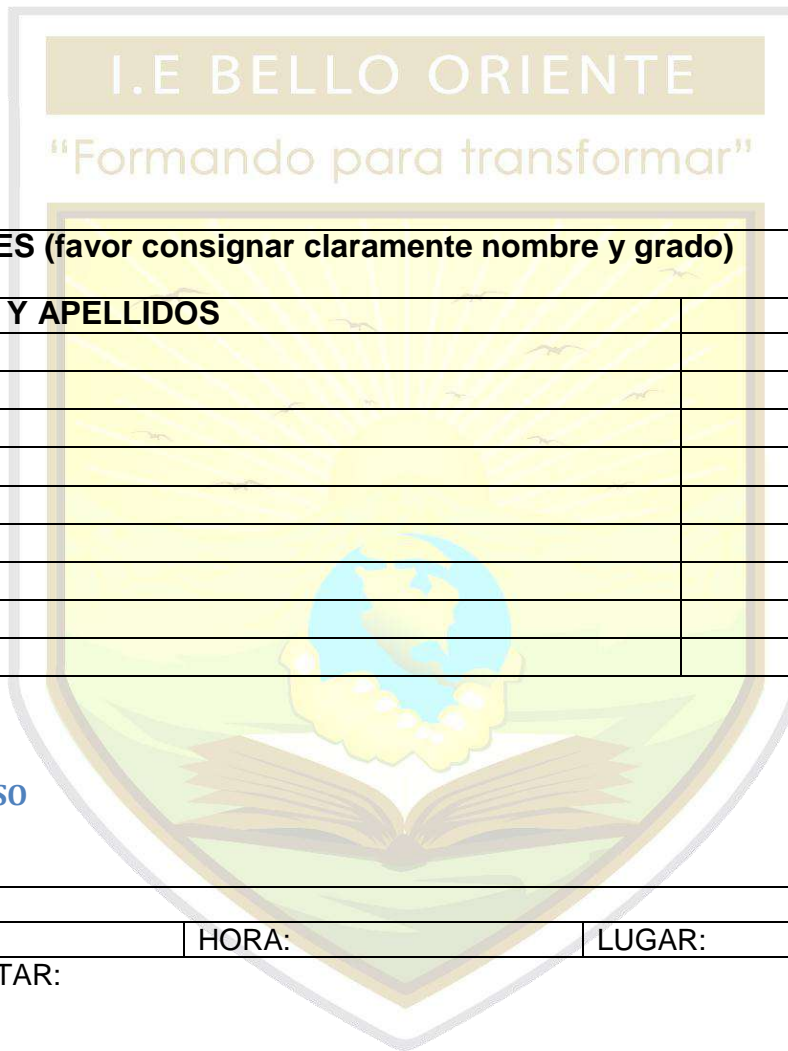 I.E BELLO ORIENTE
“Formando para transformar”
ES (favor consignar claramente nombre y grado)
Y APELLIDOS
SO
HORA: LUGAR:
TAR: